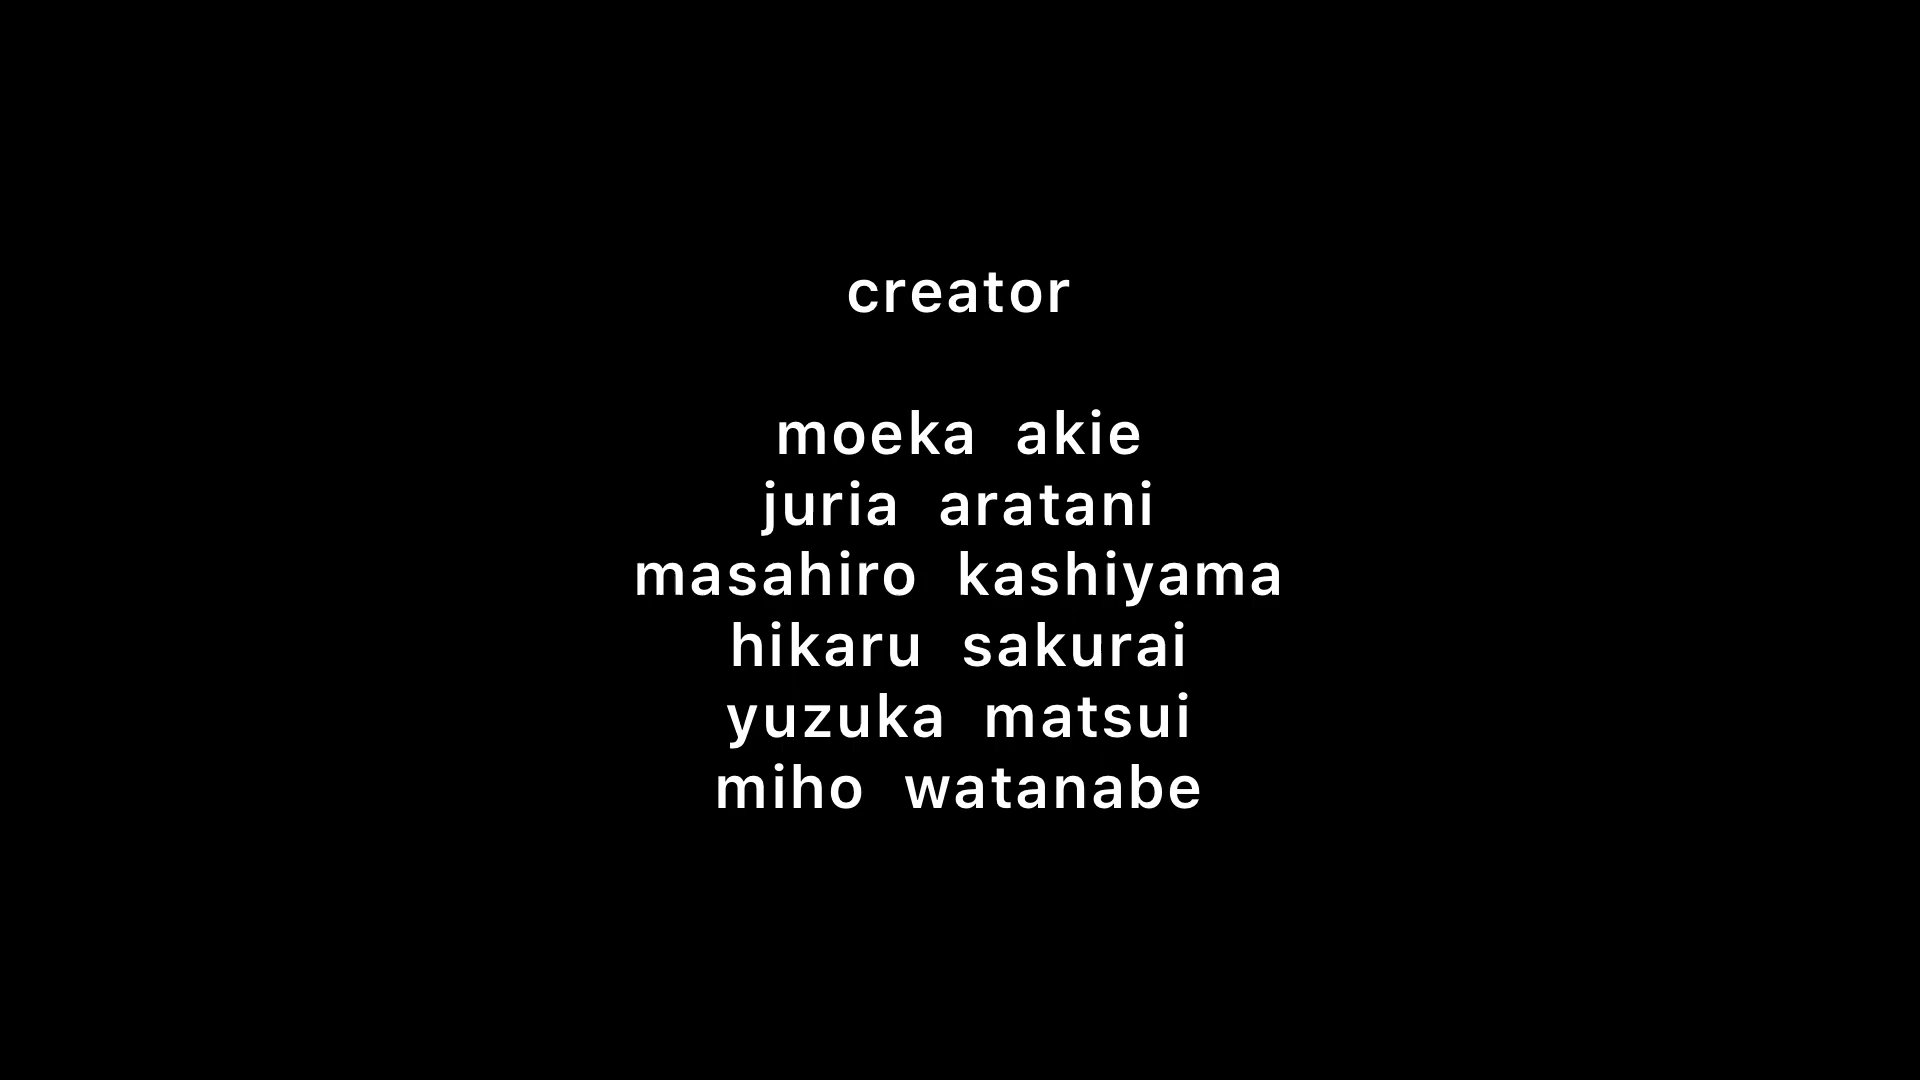 creator
moeka akie
juria aratani
masahiro kashiyama
hikaru sakurai
yuzuka matsui
miho watanabe